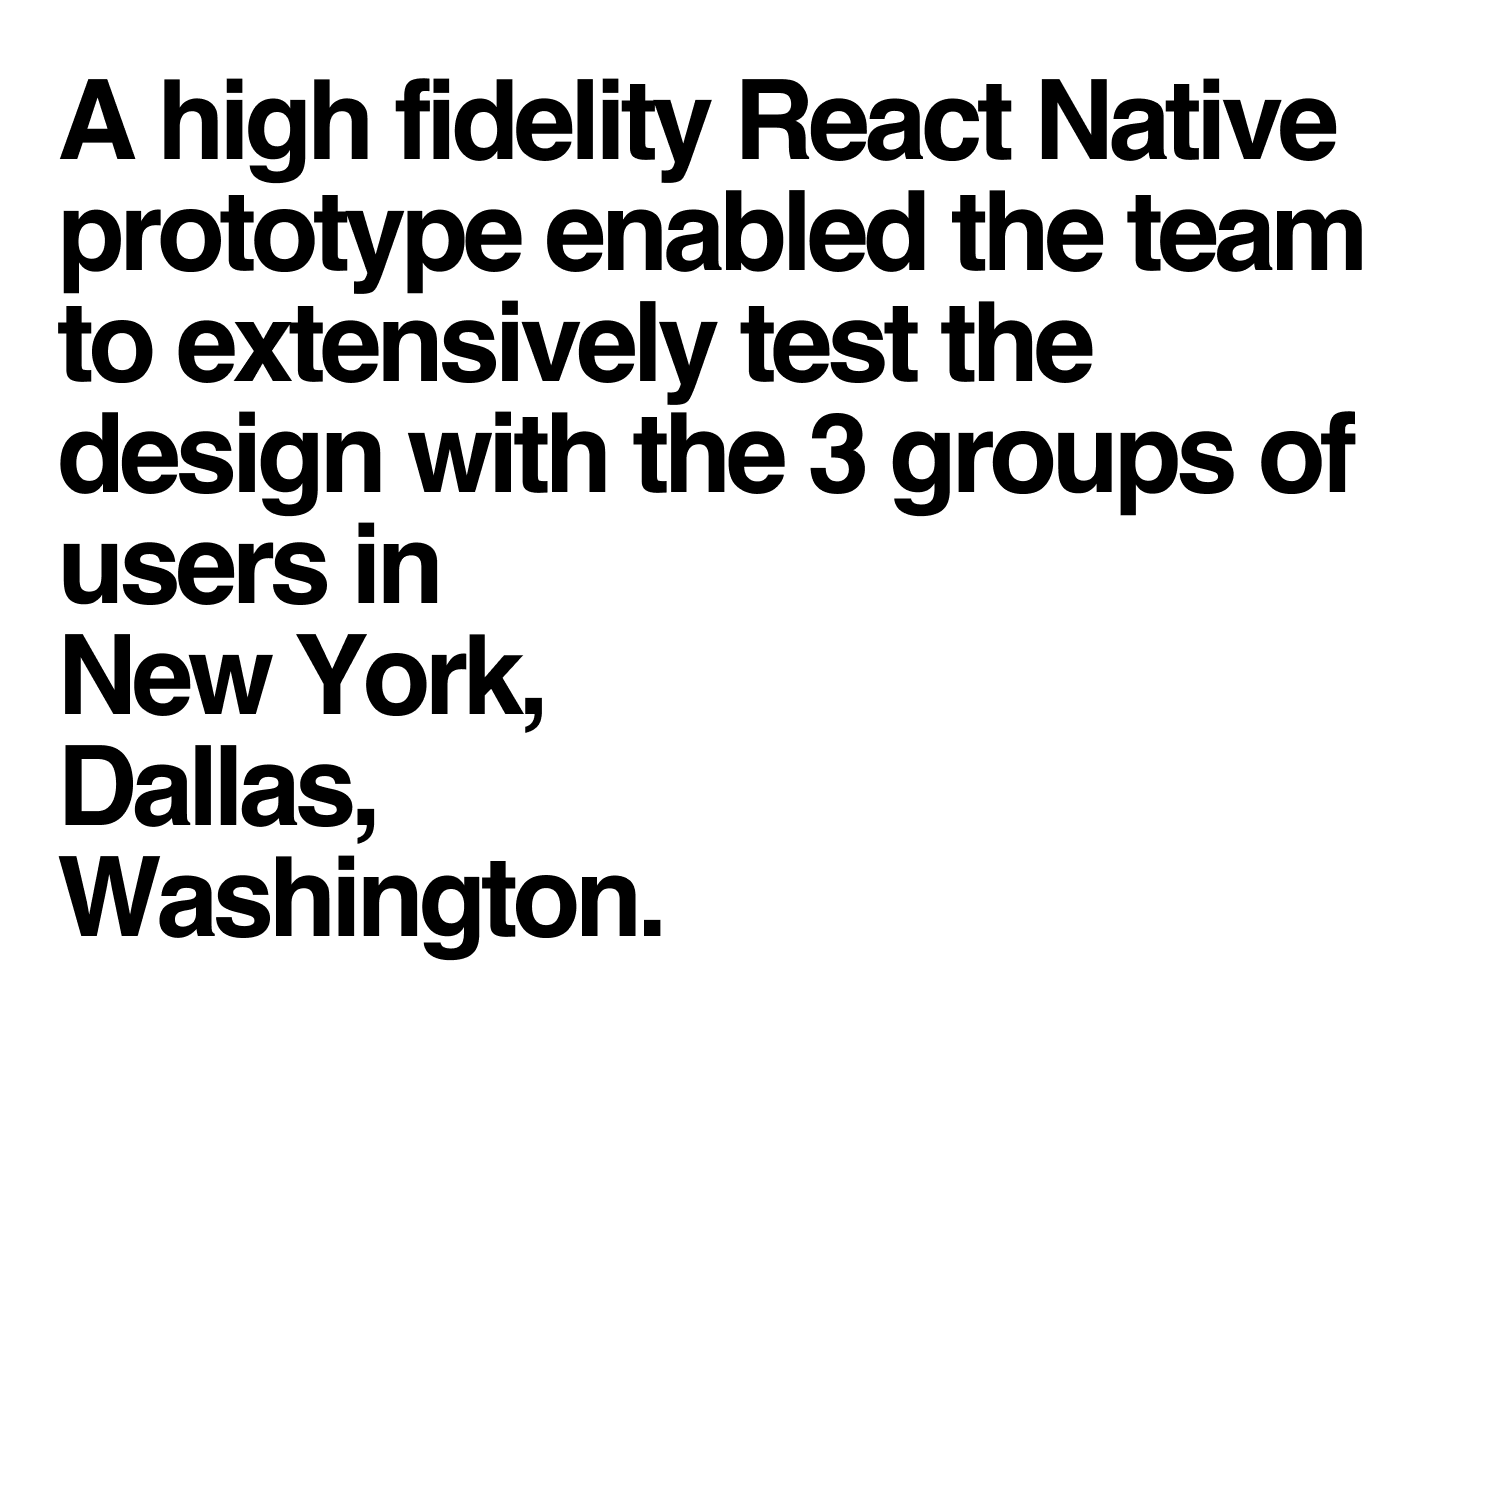 A high fidelity React Native
prototype enabled the team
to extensively test the
design with the 3 groups of
users in
New York,
Dallas,
Washington.